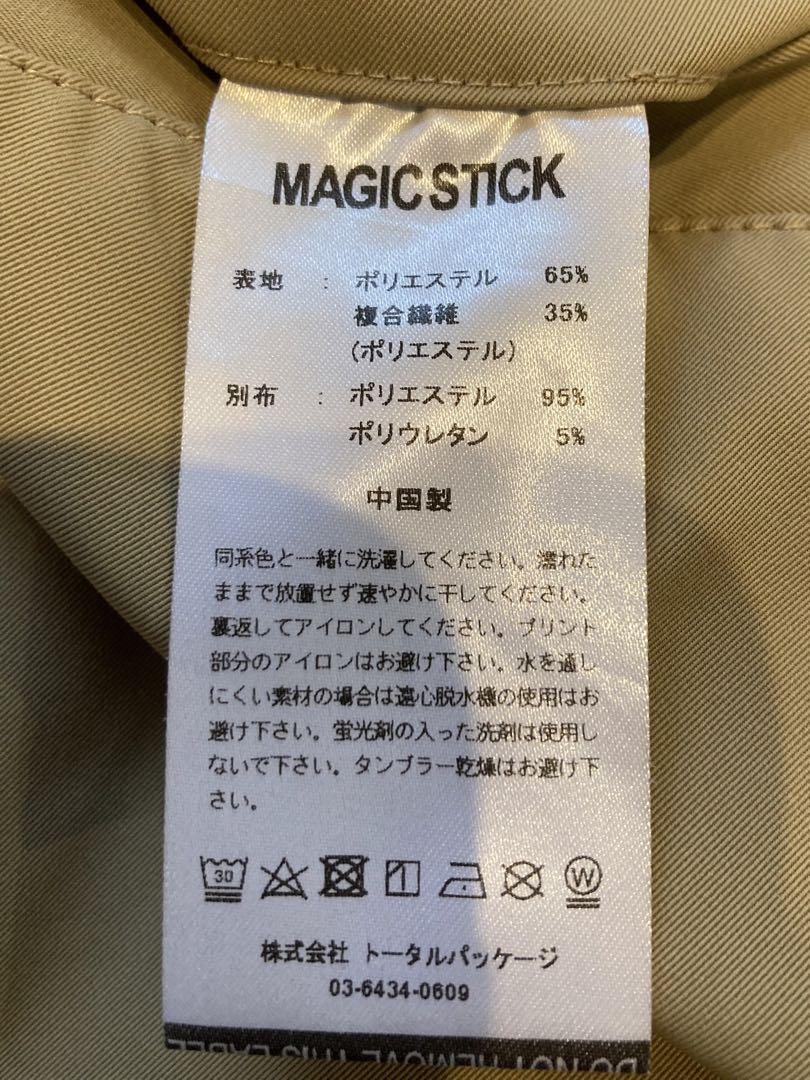 MAGIC STICK
表地 : ポリエステル 65%
複合繊維 35%
(ポリエステル)
別布 : ポリエステル 95%
ポリウレタン 5%
中国製
同系色と一緒に洗濯してください。濡れた
ままで放置せず速やかに干してください。
裏返してアイロンしてください。プリント
部分のアイロンはお避け下さい。水を通し
にくい素材の場合は遠心脱水機の使用はお
避け下さい。蛍光剤の入った洗剤は使用し
ないで下さい。タンブラー乾燥はお避け下
さい。
30 W
株式会社 トータルパッケージ
03-6434-0609
DO NOT REMOVE THIS LABEL